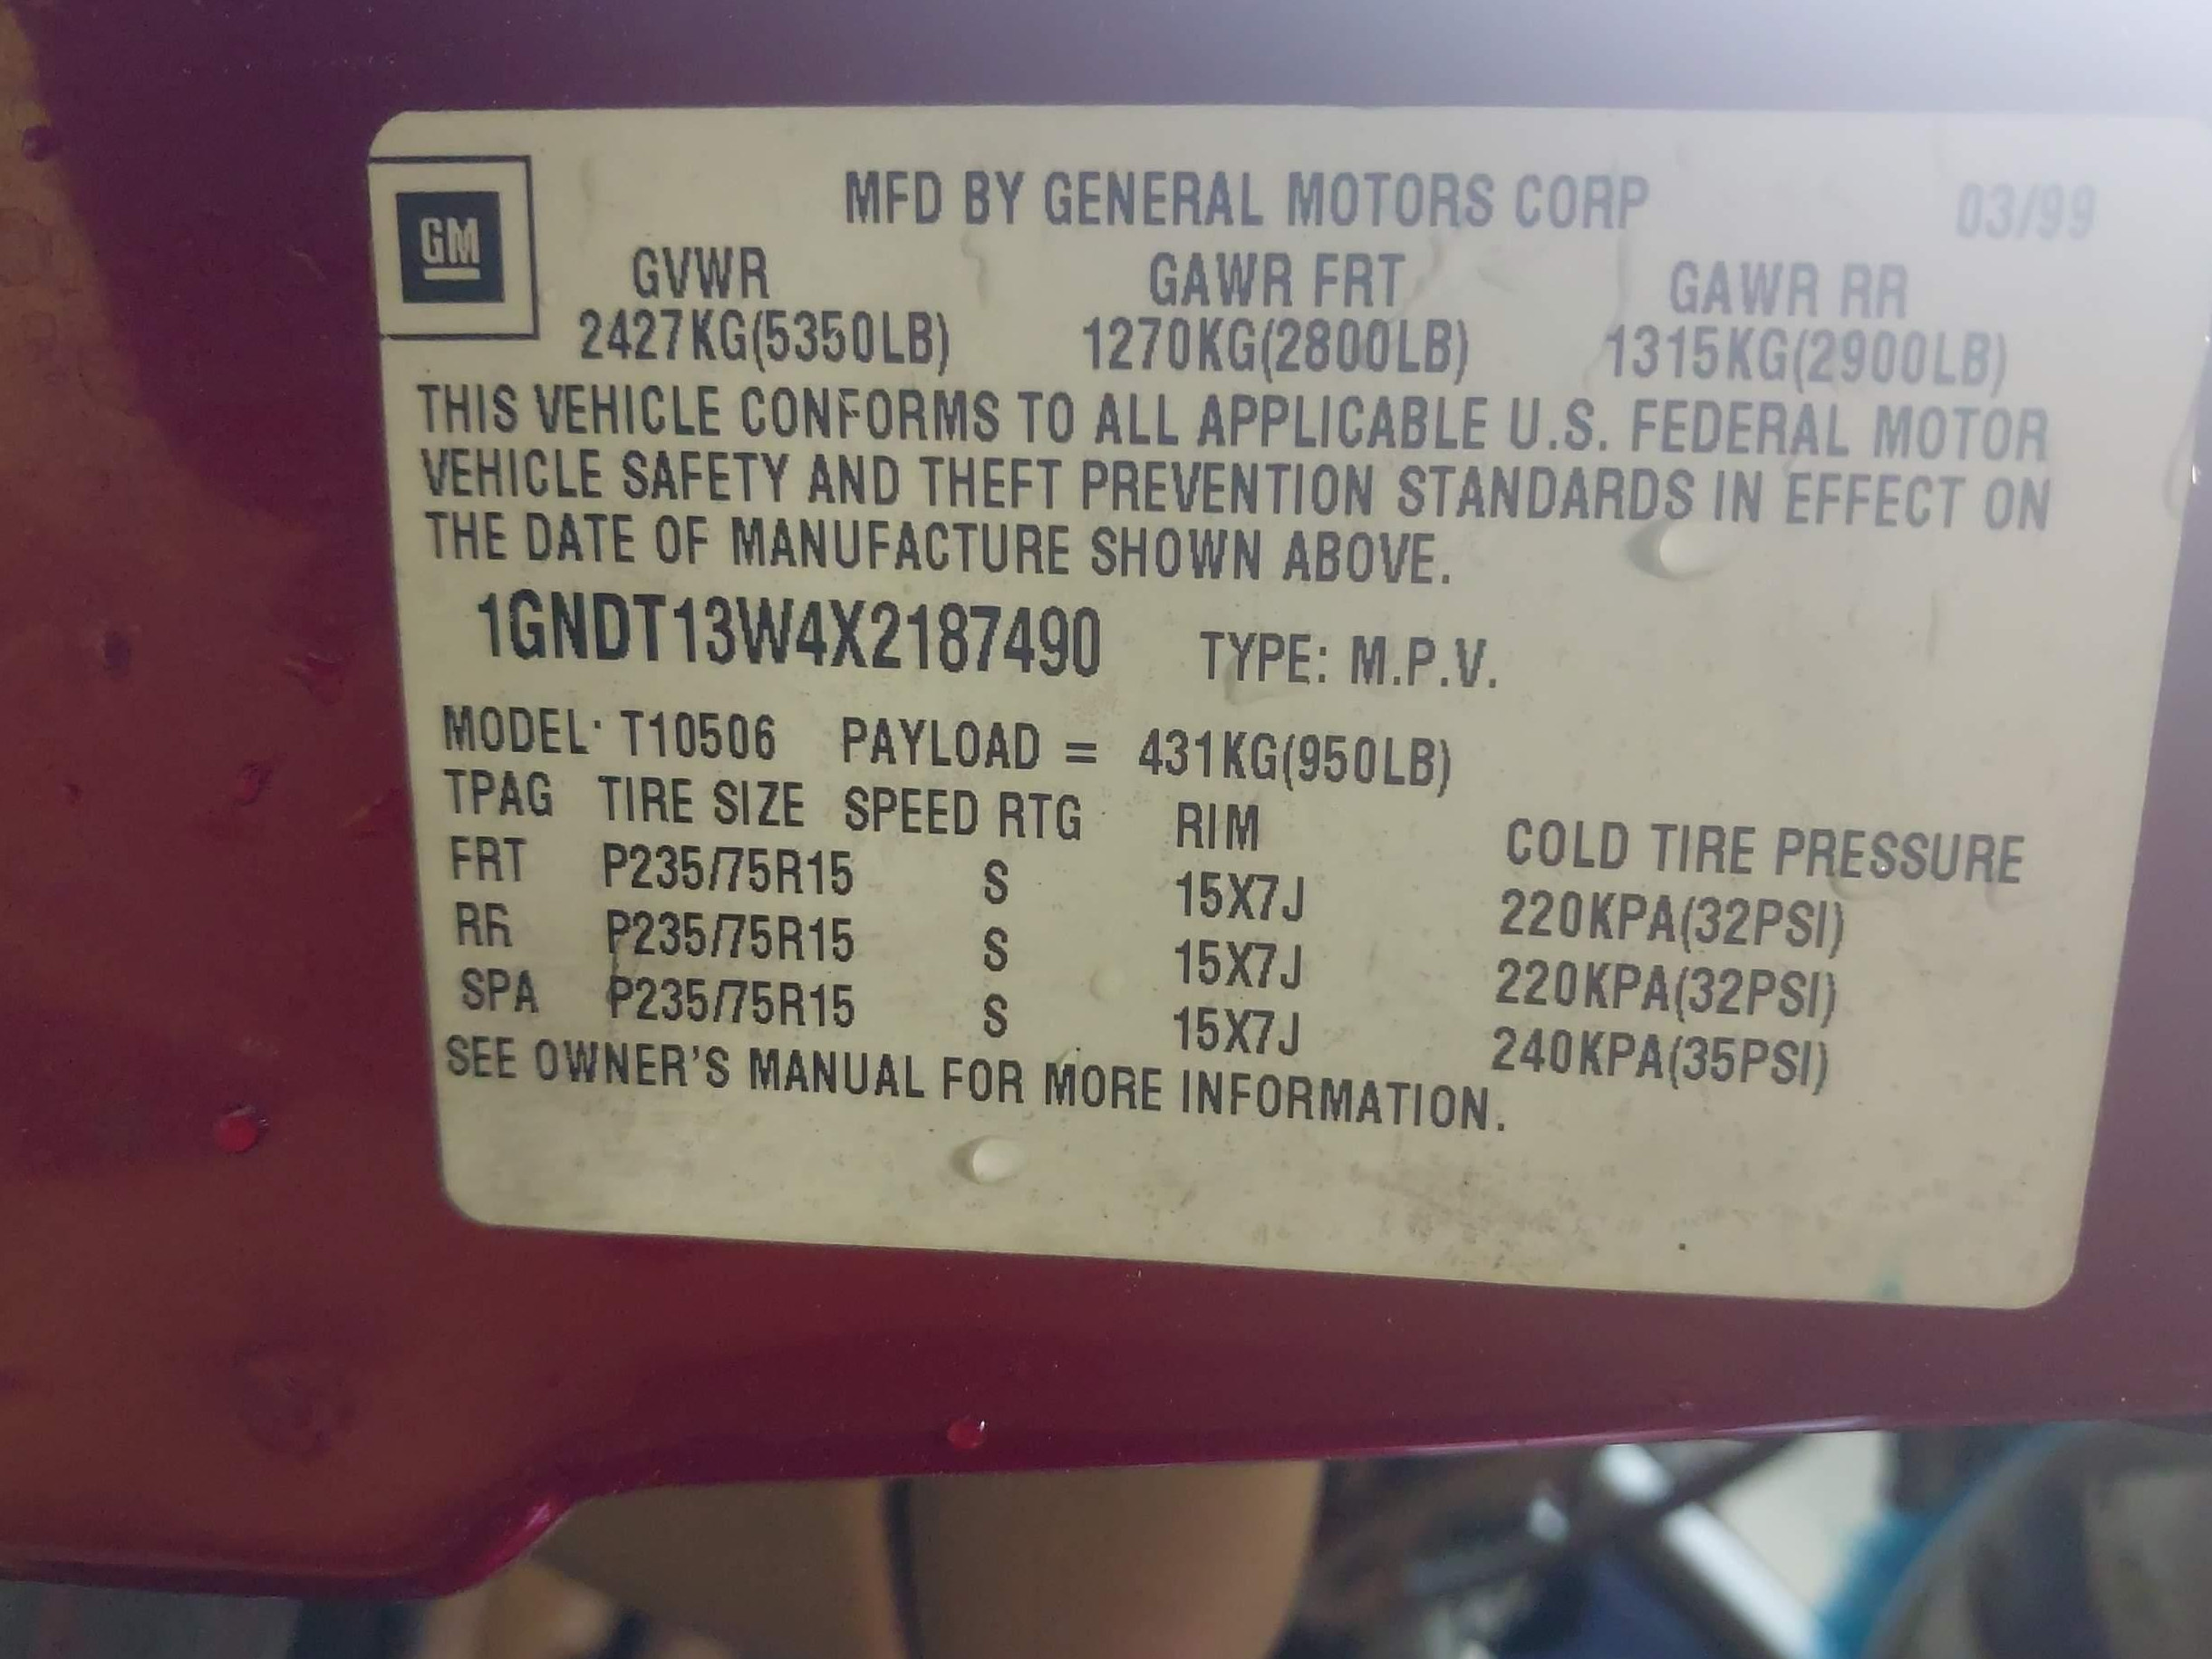 GM
MFD BY GENERAL MOTORS CORP 03/99
GVWR GAWR FRT GAWR RR
2427KG(5350LB) 1270KG(2800LB) 1315KG(2900LB)
THIS VEHICLE CONFORMS TO ALL APPLICABLE U.S. FEDERAL MOTOR
VEHICLE SAFETY AND THEFT PREVENTION STANDARDS IN EFFECT ON
THE DATE OF MANUFACTURE SHOWN ABOVE.
1GNDT13W4X2187490 TYPE: M.P.V.
MODEL: T10506 PAYLOAD = 431KG(950LB)
TPAG TIRE SIZE SPEED RTG RIM COLD TIRE PRESSURE
FRT P235/75R15 S 15X7J 220KPA(32PSI)
RR P235/75R15 S 15X7J 220KPA(32PSI)
SPA P235/75R15 S 15X7J 240KPA(35PSI)
SEE OWNER'S MANUAL FOR MORE INFORMATION.